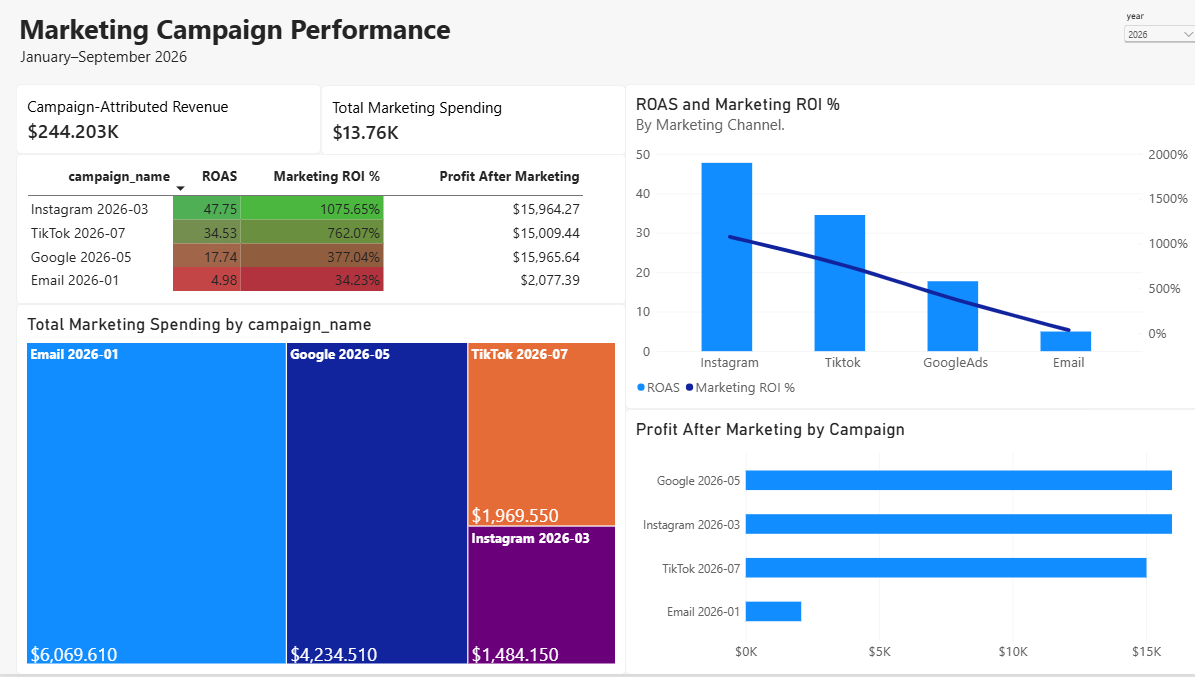 Marketing Campaign Performance
January–September 2026
year
2026
Campaign-Attributed Revenue
$244.203K
Total Marketing Spending
$13.76K
campaign_name ROAS Marketing ROI % Profit After Marketing
Instagram 2026-03 47.75 1075.65% $15,964.27
TikTok 2026-07 34.53 762.07% $15,009.44
Google 2026-05 17.74 377.04% $15,965.64
Email 2026-01 4.98 34.23% $2,077.39
Total Marketing Spending by campaign_name
Email 2026-01
$6,069.610
Google 2026-05
$4,234.510
TikTok 2026-07
$1,969.550
Instagram 2026-03
$1,484.150
ROAS and Marketing ROI %
By Marketing Channel.
50 2000%
40 1500%
30 1000%
20 500%
10 0%
0
Instagram Tiktok GoogleAds Email
ROAS Marketing ROI %
Profit After Marketing by Campaign
Google 2026-05
Instagram 2026-03
TikTok 2026-07
Email 2026-01
$0K $5K $10K $15K